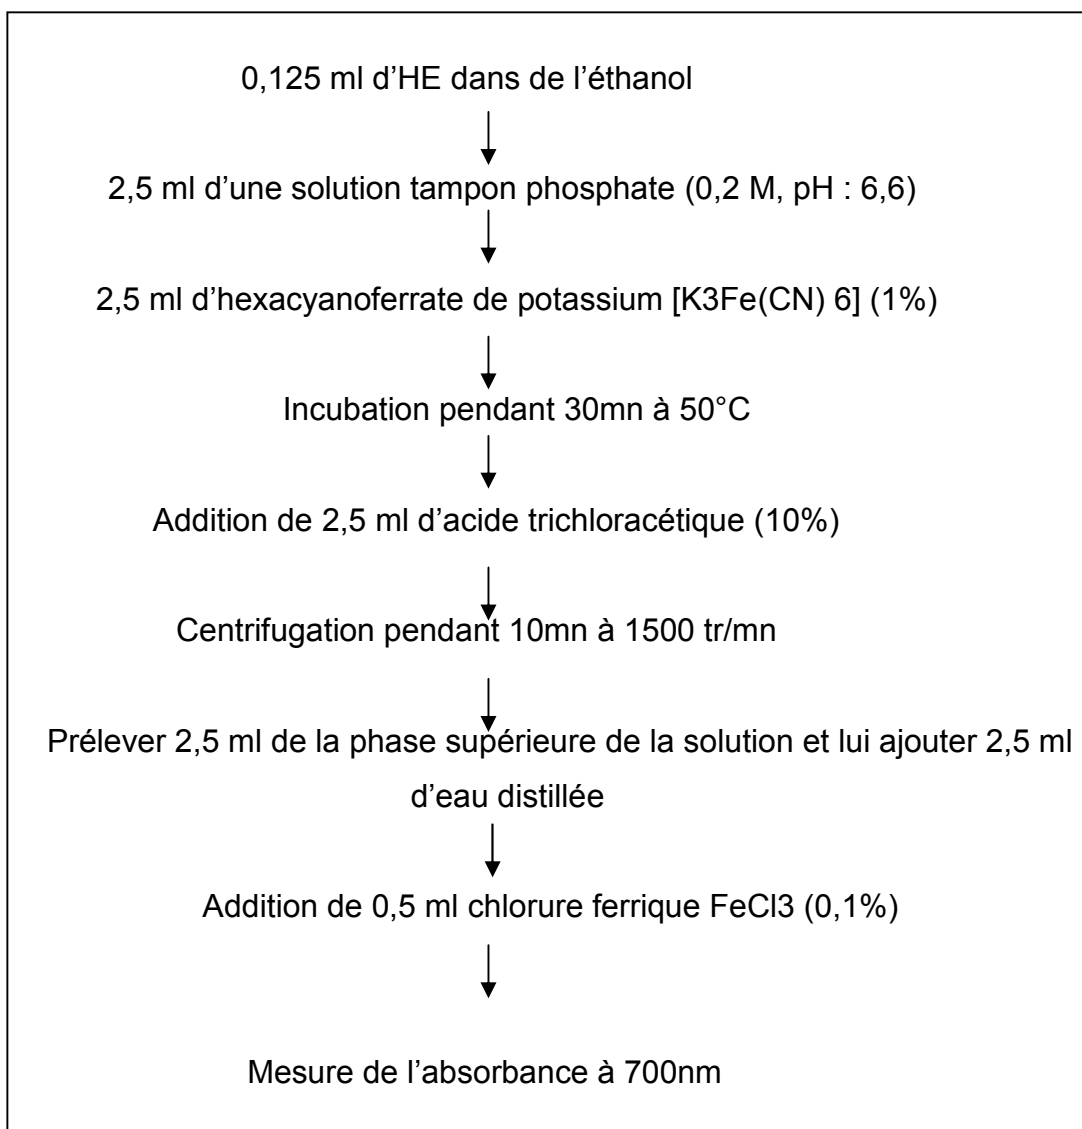 0,125 ml d’HE dans de l’éthanol
2,5 ml d’une solution tampon phosphate (0,2 M, pH : 6,6)
2,5 ml d’hexacyanoferrate de potassium [K3Fe(CN) 6] (1%)
Incubation pendant 30mn à 50°C
Addition de 2,5 ml d’acide trichloracétique (10%)
Centrifugation pendant 10mn à 1500 tr/mn
Prélever 2,5 ml de la phase supérieure de la solution et lui ajouter 2,5 ml
d’eau distillée
Addition de 0,5 ml chlorure ferrique FeCl3 (0,1%)
Mesure de l’absorbance à 700nm